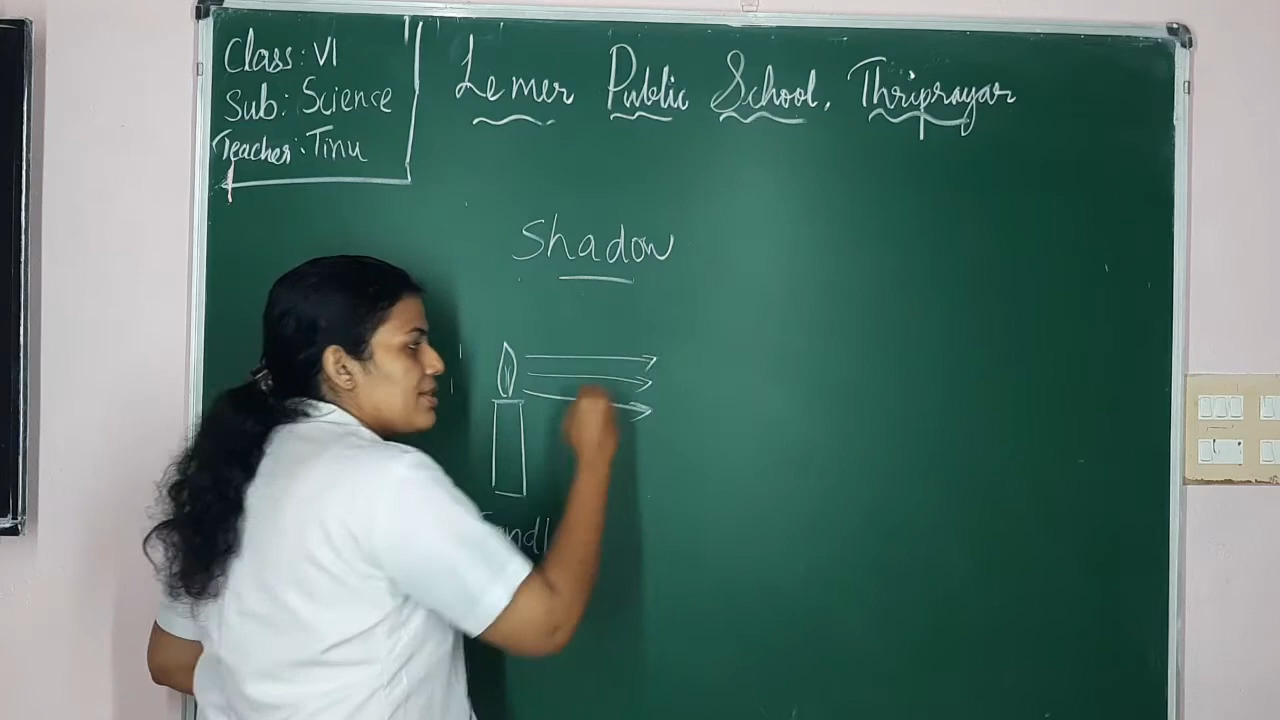 Class: VI
Sub: Science
Teacher: Tinu
Lemer Public School, Thriprayar
Shadow